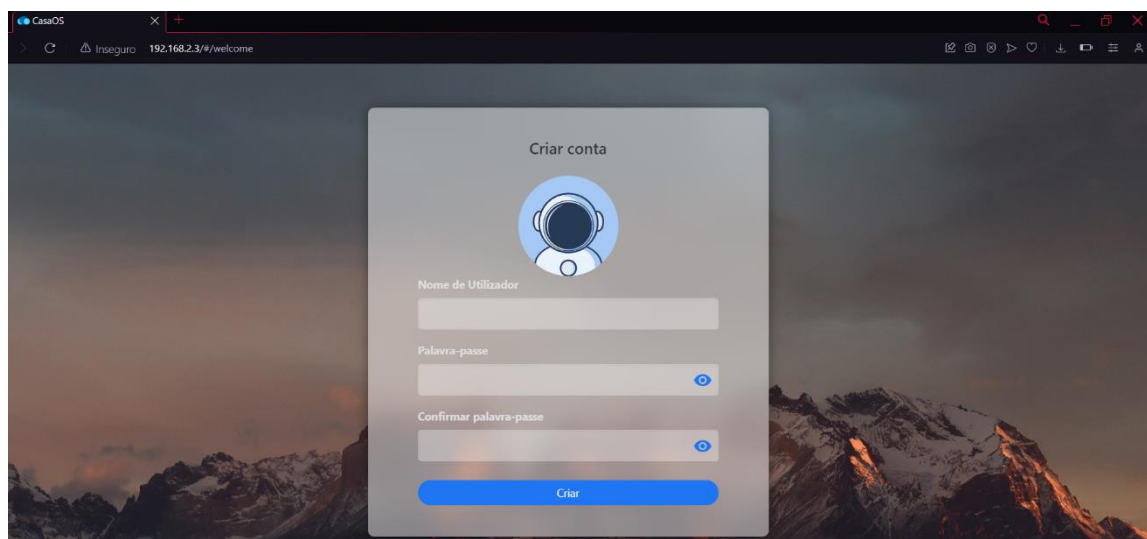 CasaOS
Inseguro 192.168.2.3/#/welcome
Criar conta
Nome de Utilizador
Palavra-passe
Confirmar palavra-passe
Criar